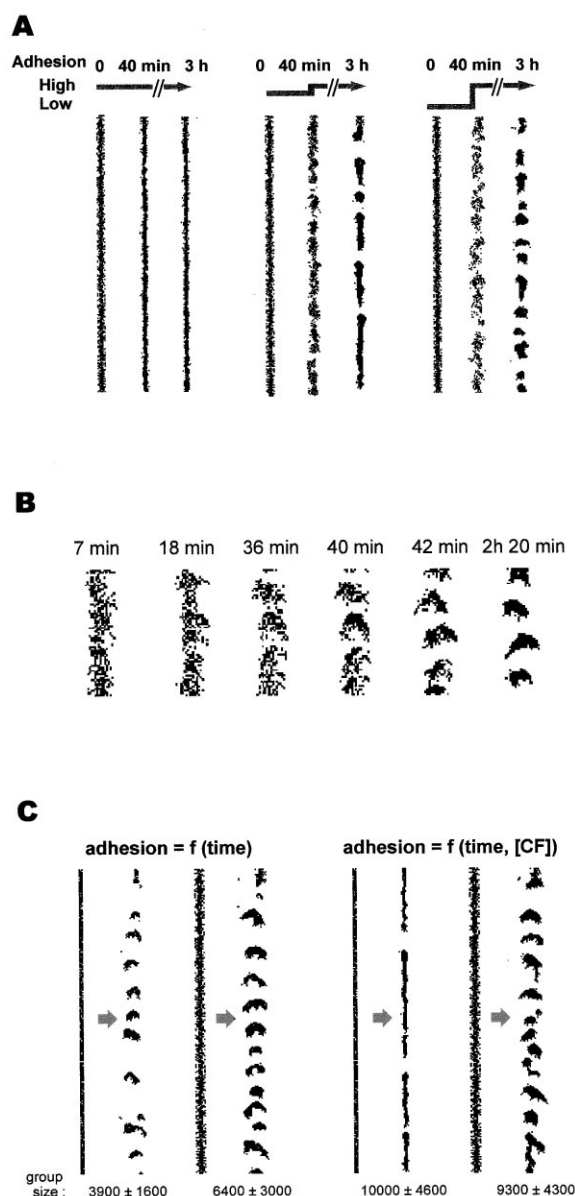 A
Adhesion 0 40 min 3 h 0 40 min 3 h 0 40 min 3 h
High
Low
B
7 min 18 min 36 min 40 min 42 min 2h 20 min
C
adhesion = f (time) adhesion = f (time, [CF])
group
size : 3900 ± 1600 6400 ± 3000 10000 ± 4600 9300 ± 4300